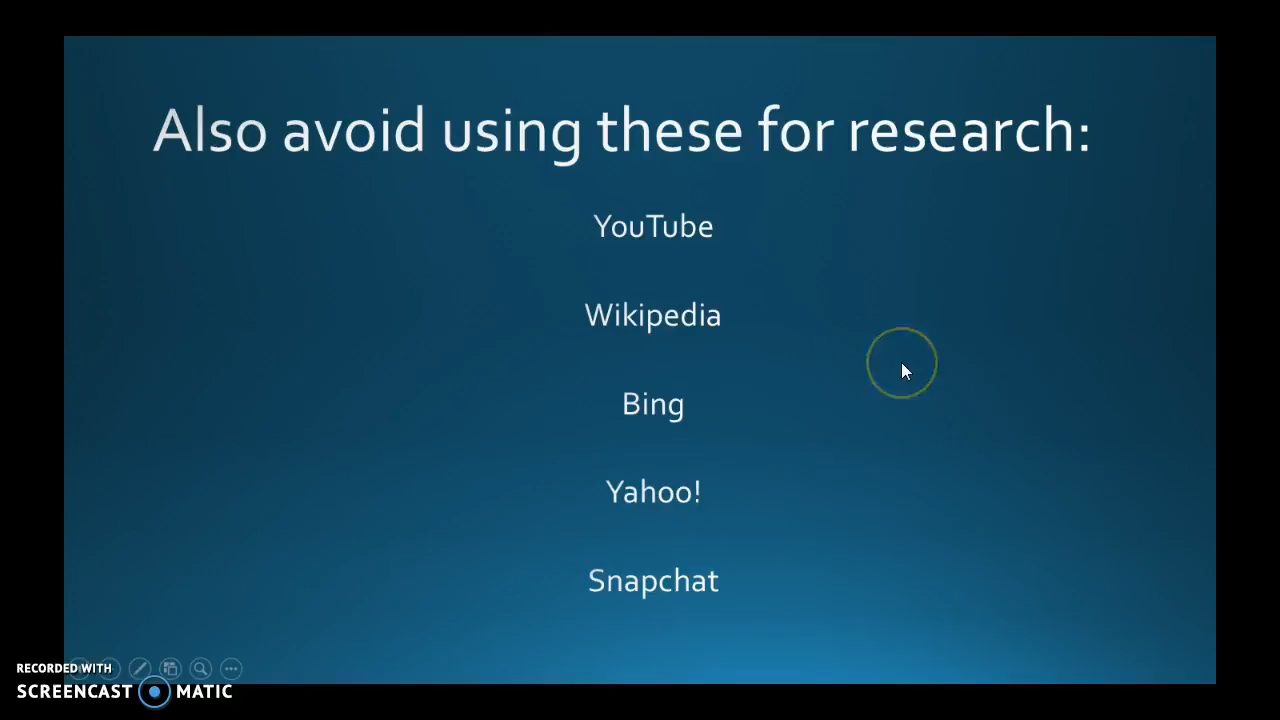 Also avoid using these for research:
YouTube
Wikipedia
Bing
Yahoo!
Snapchat
RECORDED WITH
SCREENCAST MATIC